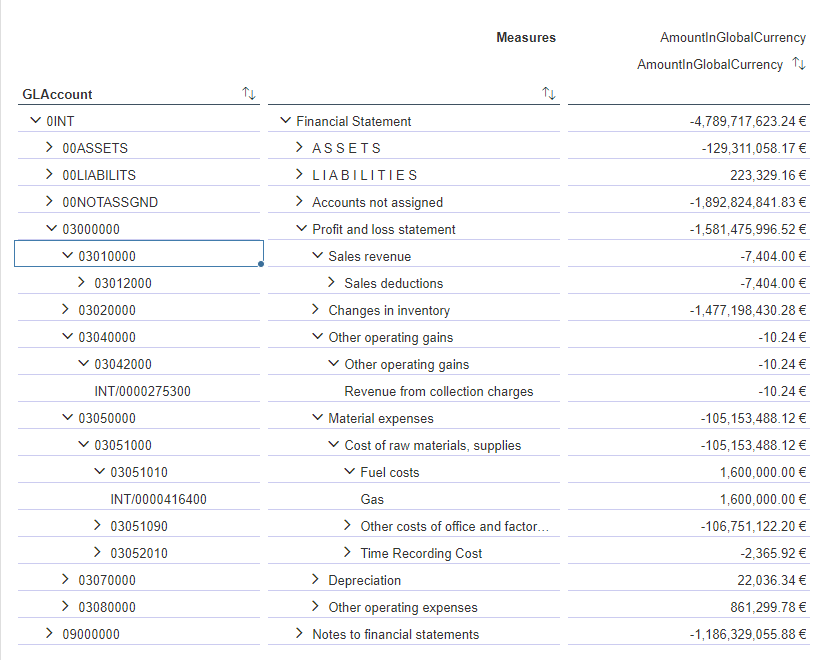 Measures AmountInGlobalCurrency
AmountInGlobalCurrency
GLAccount
0INT Financial Statement -4,789,717,623.24 €
00ASSETS A S S E T S -129,311,058.17 €
00LIABILITS L I A B I L I T I E S 223,329.16 €
00NOTASSGND Accounts not assigned -1,892,824,841.83 €
03000000 Profit and loss statement -1,581,475,996.52 €
03010000 Sales revenue -7,404.00 €
03012000 Sales deductions -7,404.00 €
03020000 Changes in inventory -1,477,198,430.28 €
03040000 Other operating gains -10.24 €
03042000 Other operating gains -10.24 €
INT/0000275300 Revenue from collection charges -10.24 €
03050000 Material expenses -105,153,488.12 €
03051000 Cost of raw materials, supplies -105,153,488.12 €
03051010 Fuel costs 1,600,000.00 €
INT/0000416400 Gas 1,600,000.00 €
03051090 Other costs of office and factor... -106,751,122.20 €
03052010 Time Recording Cost -2,365.92 €
03070000 Depreciation 22,036.34 €
03080000 Other operating expenses 861,299.78 €
09000000 Notes to financial statements -1,186,329,055.88 €